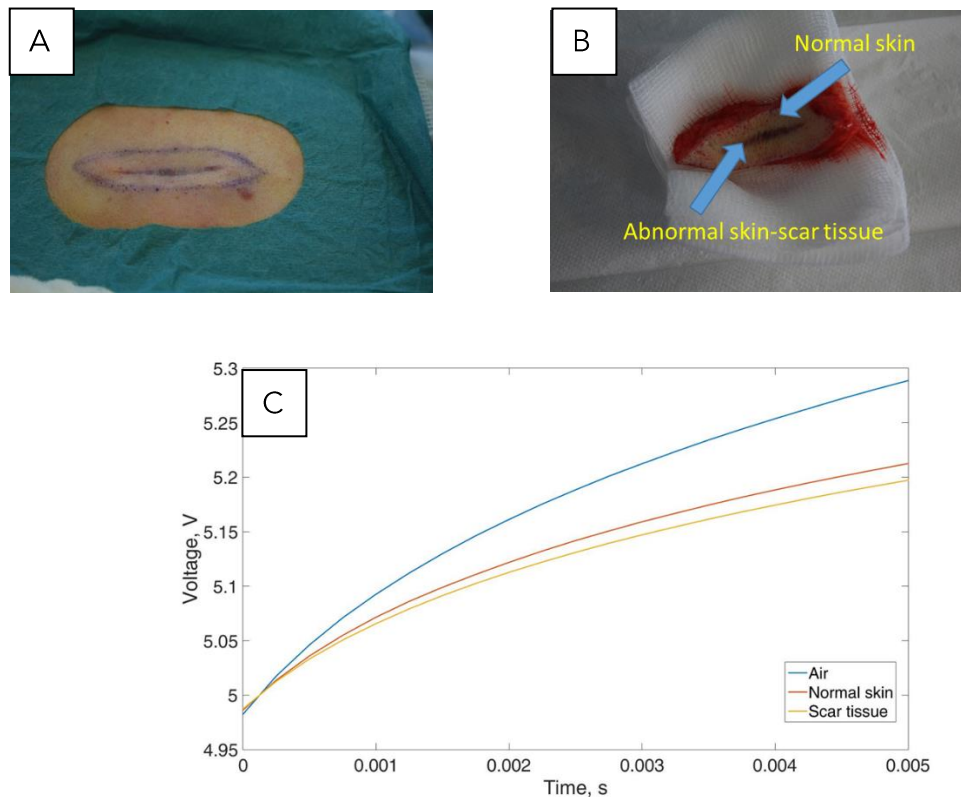 A
B
Normal skin
Abnormal skin-scar tissue
C
5.3
5.25
5.2
5.15
5.1
5.05
5
4.95
Voltage, V
0
0.001
0.002
0.003
0.004
0.005
Time, s
Air
Normal skin
Scar tissue